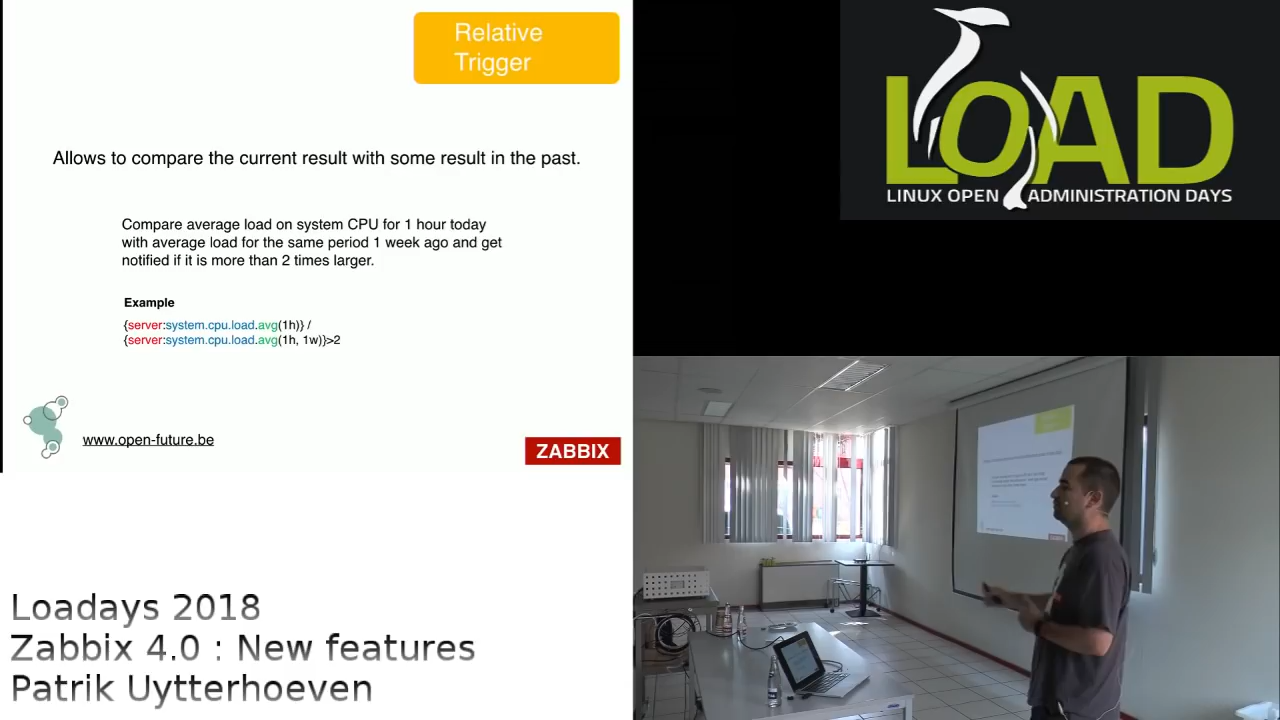 Relative
Trigger
Allows to compare the current result with some result in the past.
Compare average load on system CPU for 1 hour today
with average load for the same period 1 week ago and get
notified if it is more than 2 times larger.
Example
{server:system.cpu.load.avg(1h)} /
{server:system.cpu.load.avg(1h, 1w)}>2
www.open-future.be
ZABBIX
LOAD
LINUX OPEN ADMINISTRATION DAYS
Loadays 2018
Zabbix 4.0 : New features
Patrik Uytterhoeven